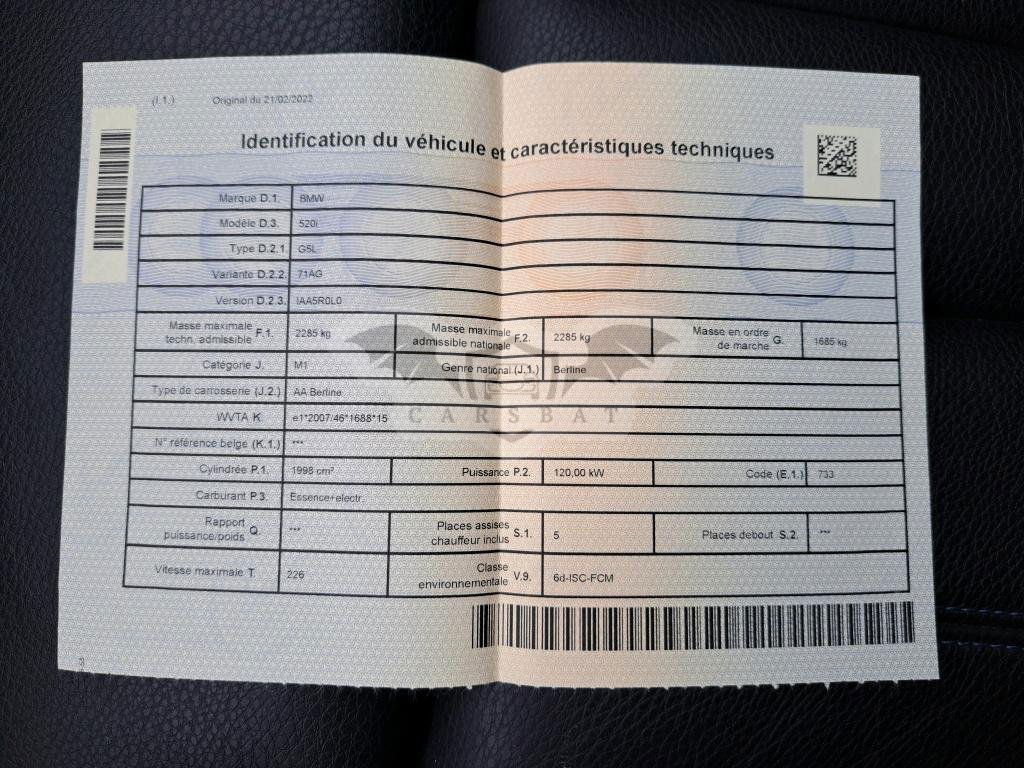 (I.1.) Original du 21/02/2022
Identification du véhicule et caractéristiques techniques
Marque D.1. BMW
Modèle D.3. 520i
Type D.2.1 G5L
Variante D.2.2. 71AG
Version D.2.3. IAA5R0L0
Masse maximale techn. admissible F.1. 2285 kg Masse maximale admissible nationale F.2. 2285 kg Masse en ordre de marche G. 1685 kg
Catégorie J. M1 Genre national (J.1.) Berline
Type de carrosserie (J.2.) AA Berline
WVTA K. e1*2007/46*1688*15
CARSBAT
N° référence belge (K.1.) ***
Cylindrée P.1. 1998 cm³ Puissance P.2. 120,00 kW Code (E.1.) 733
Carburant P.3. Essence+electr.
Rapport puissance/poids Q. *** Places assises chauffeur inclus S.1. 5 Places debout S.2. ***
Vitesse maximale T. 226 Classe environnementale V.9. 6d-ISC-FCM